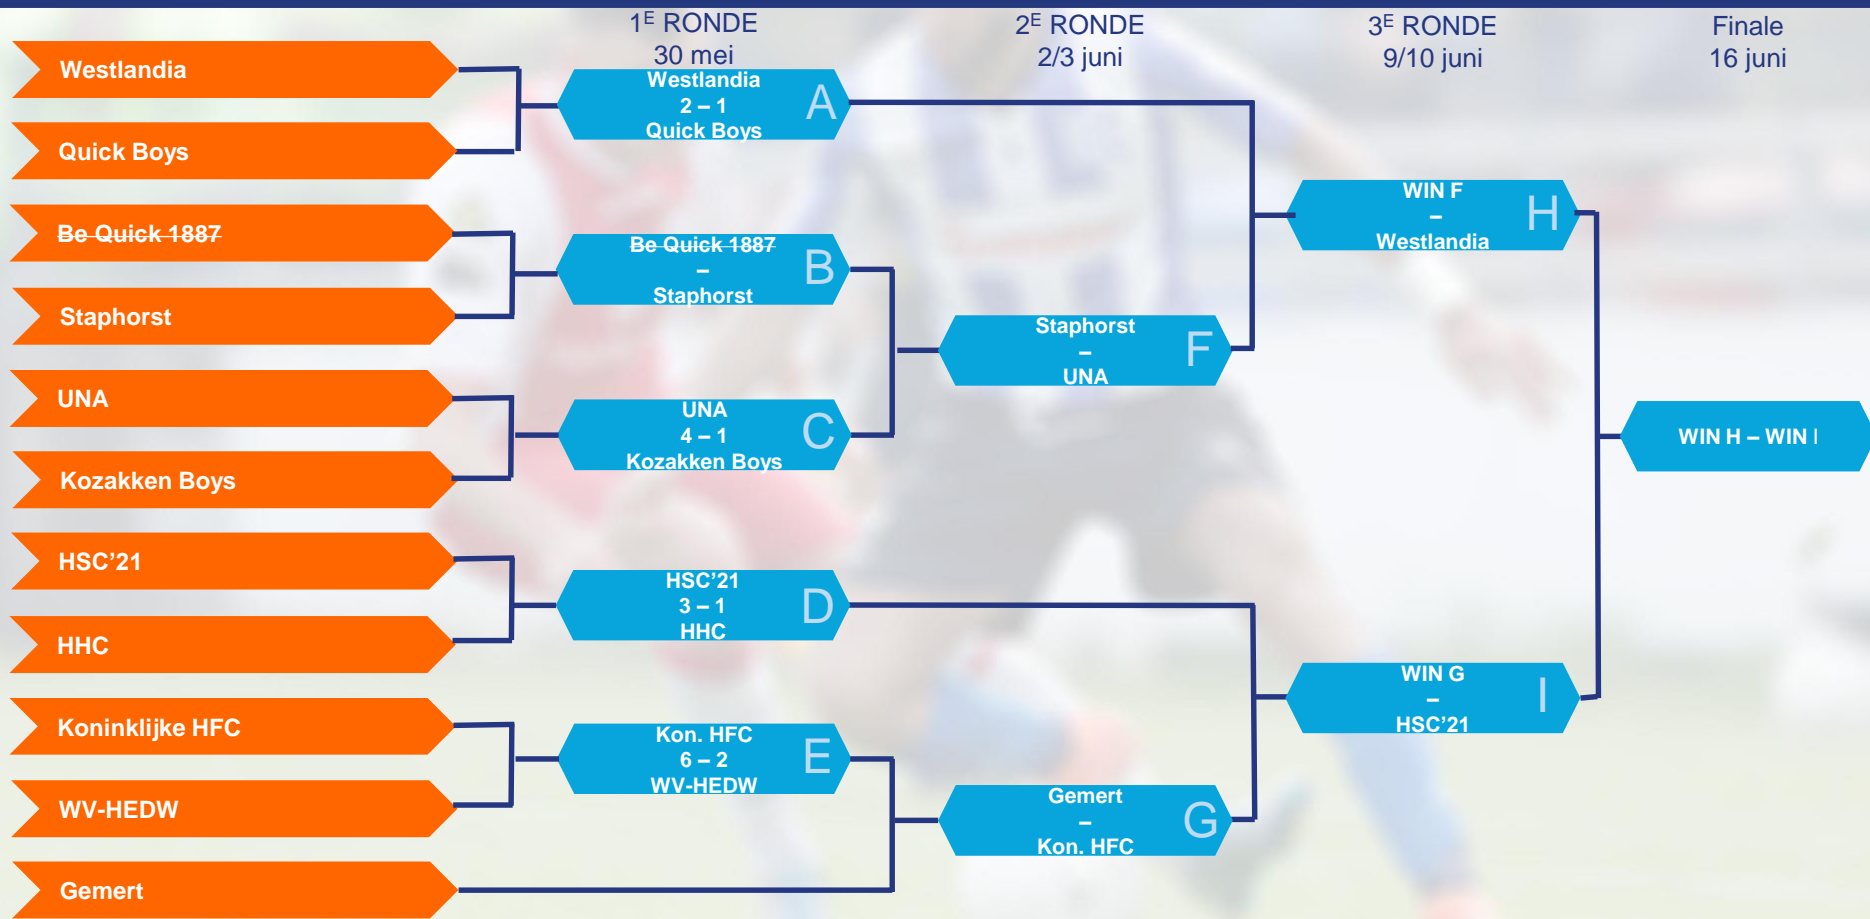 1E RONDE
30 mei
2E RONDE
2/3 juni
3E RONDE
9/10 juni
Finale
16 juni
Westlandia
Quick Boys
Be Quick 1887
Staphorst
UNA
Kozakken Boys
HSC'21
HHC
Koninklijke HFC
WV-HEDW
Gemert
Westlandia
2 – 1
Quick Boys
A
Be Quick 1887
–
Staphorst
B
UNA
4 – 1
Kozakken Boys
C
HSC'21
3 – 1
HHC
D
Kon. HFC
6 – 2
WV-HEDW
E
Staphorst
–
UNA
F
Gemert
–
Kon. HFC
G
WIN F
–
Westlandia
H
WIN G
–
HSC'21
I
WIN H – WIN I